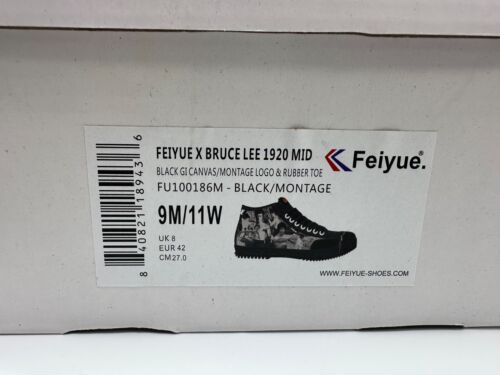 FEIYUE X BRUCE LEE 1920 MID
Feiyue.
BLACK GI CANVAS/MONTAGE LOGO & RUBBER TOE
FU100186M - BLACK/MONTAGE
9M/11W
UK 8
EUR 42
CM 27.0
WWW.FEIYUE-SHOES.COM
8 40821 18943 6